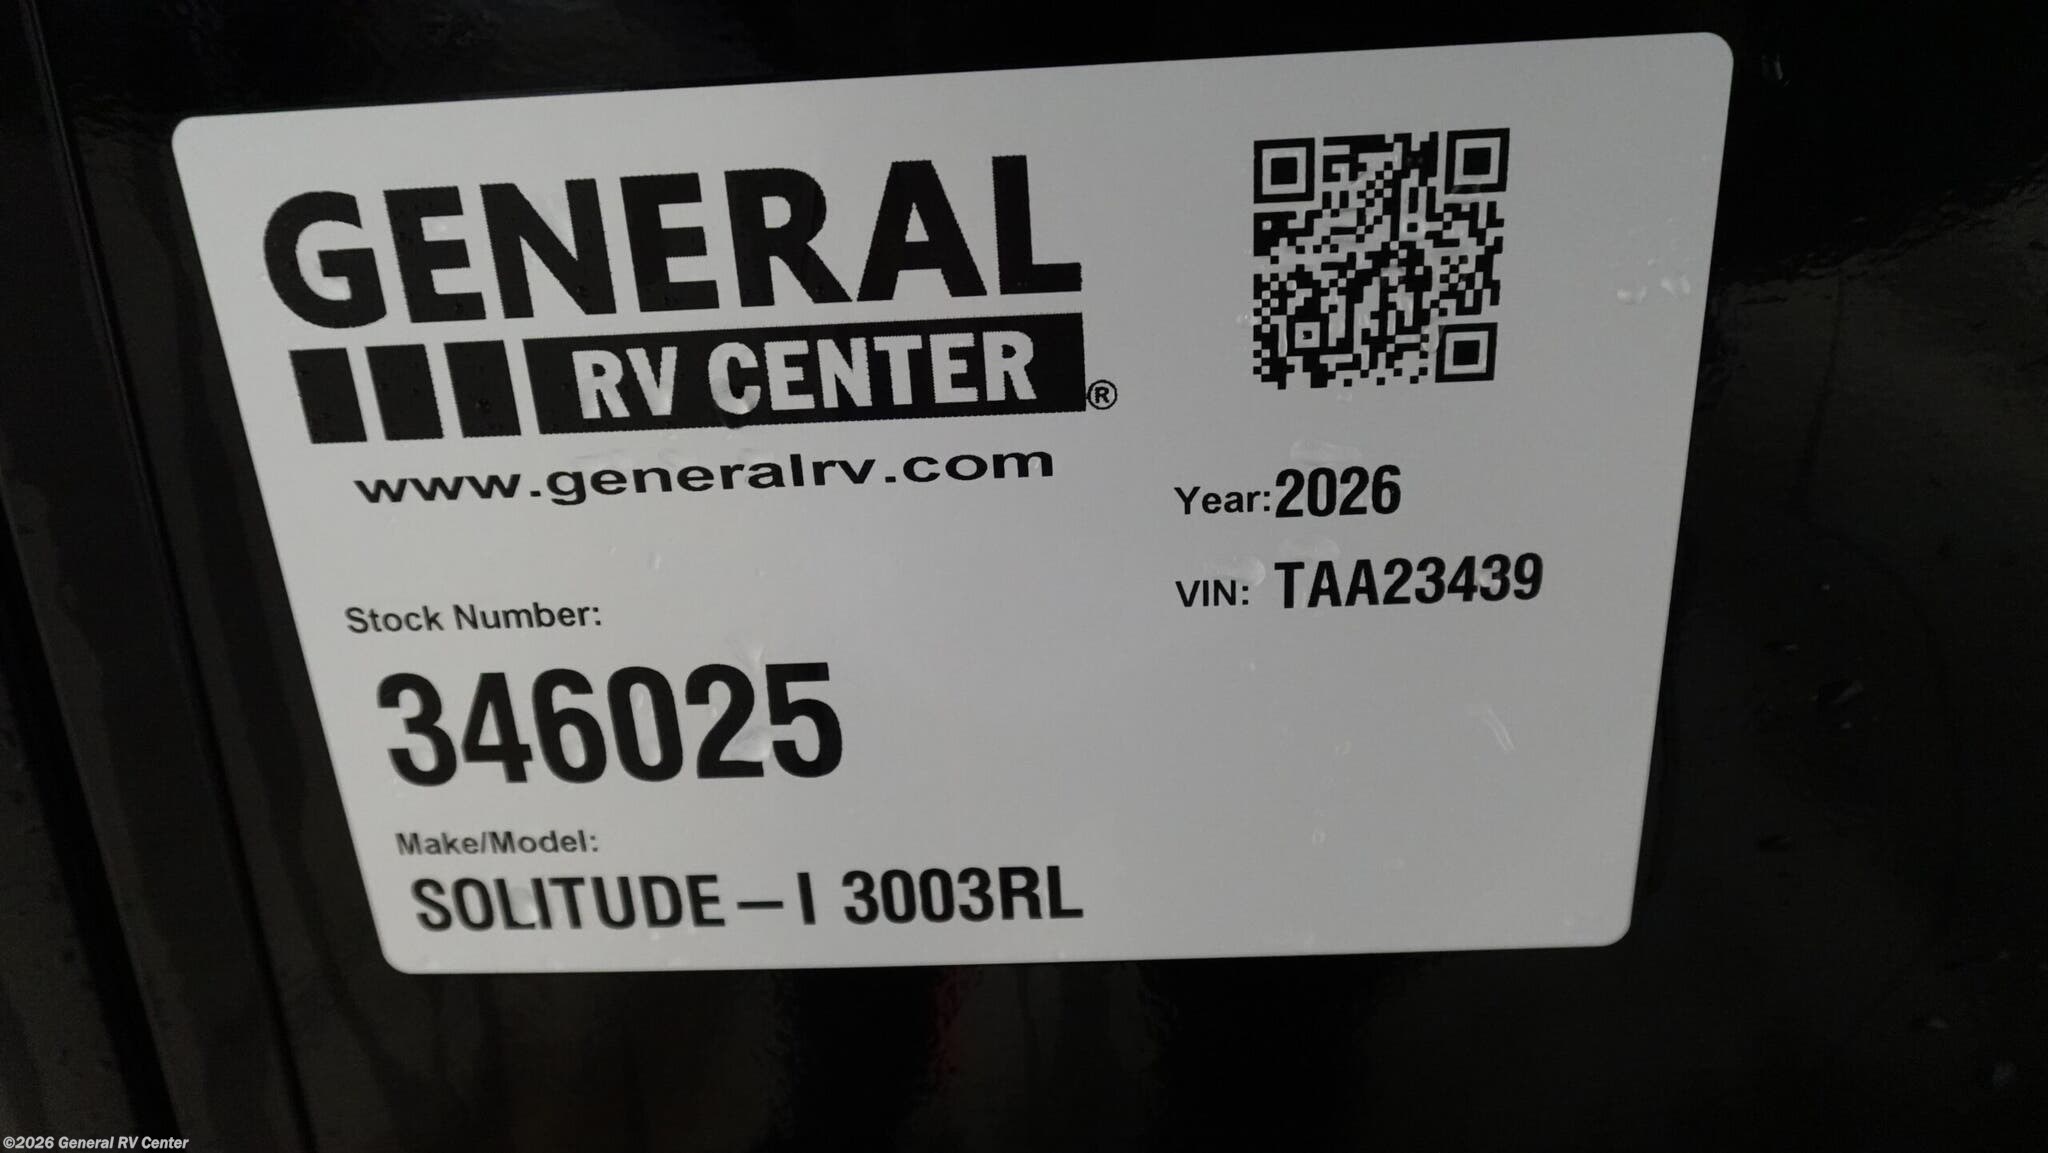 GENERAL
RV CENTER®
www.generalrv.com
Year: 2026
VIN: TAA23439
Stock Number:
346025
Make/Model:
SOLITUDE-I 3003RL
©2026 General RV Center